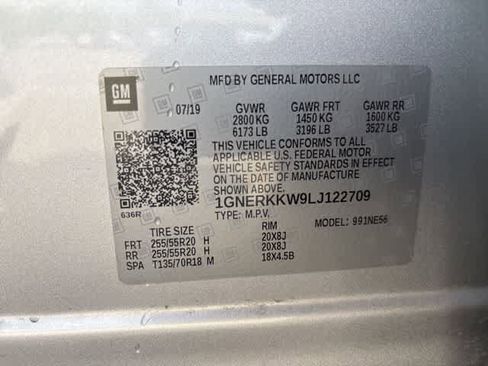 GM
MFD BY GENERAL MOTORS LLC
07/19 GVWR GAWR FRT GAWR RR
2800 KG 1450 KG 1600 KG
6173 LB 3196 LB 3527 LB
THIS VEHICLE CONFORMS TO ALL
APPLICABLE U.S. FEDERAL MOTOR
VEHICLE SAFETY STANDARDS IN
EFFECT ON THE DATE OF MANUFACTURE
SHOWN ABOVE.
1GNERKKW9LJ122709
636R TYPE: M.P.V. 991NE56
TIRE SIZE RIM
FRT 255/55R20 H 20X8J
RR 255/55R20 H 20X8J
SPA T135/70R18 M 18X4.5B